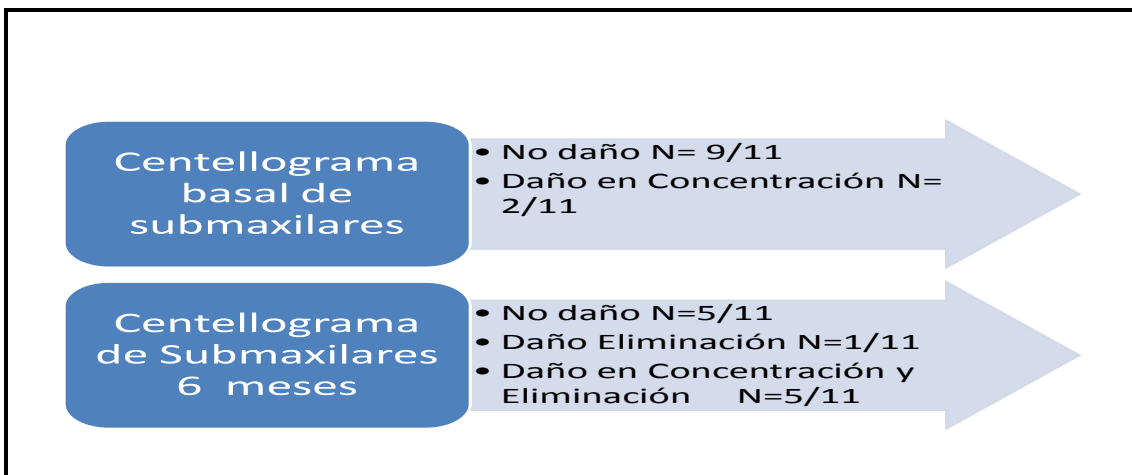 Centellograma
basal de
submaxilares
• No daño N= 9/11
• Daño en Concentración N=
2/11
Centellograma
de Submaxilares
6 meses
• No daño N=5/11
• Daño Eliminación N=1/11
• Daño en Concentración y
Eliminación N=5/11